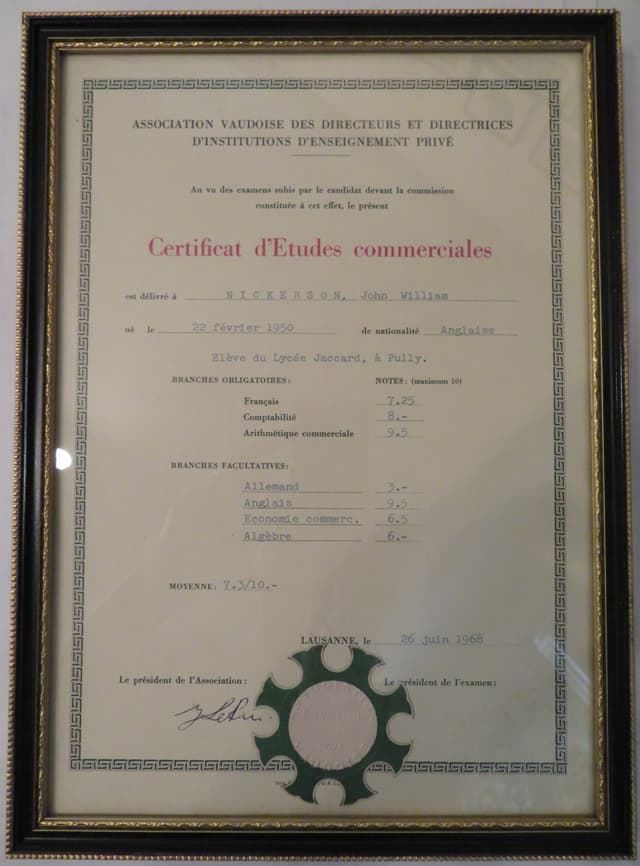 ASSOCIATION VAUDOISE DES DIRECTEURS ET DIRECTRICES
D'INSTITUTIONS D'ENSEIGNEMENT PRIVÉ
Au vu des examens subis par le candidat devant la commission
constituée à cet effet, le présent
Certificat d'Etudes commerciales
est délivré à NICKERSON, John William
né le 22 février 1950 de nationalité Anglaise
Elève du Lycée Jaccard, à Pully.
BRANCHES OBLIGATOIRES: NOTES: (maximum 10)
Français 7.25
Comptabilité 8.-
Arithmétique commerciale 9.5
BRANCHES FACULTATIVES:
Allemand 3.-
Anglais 9.5
Economie commerc. 6.5
Algèbre 6.-
MOYENNE: 7.3/10.-
LAUSANNE, le 26 juin 1968
Le président de l'Association: Le président de l'examen: